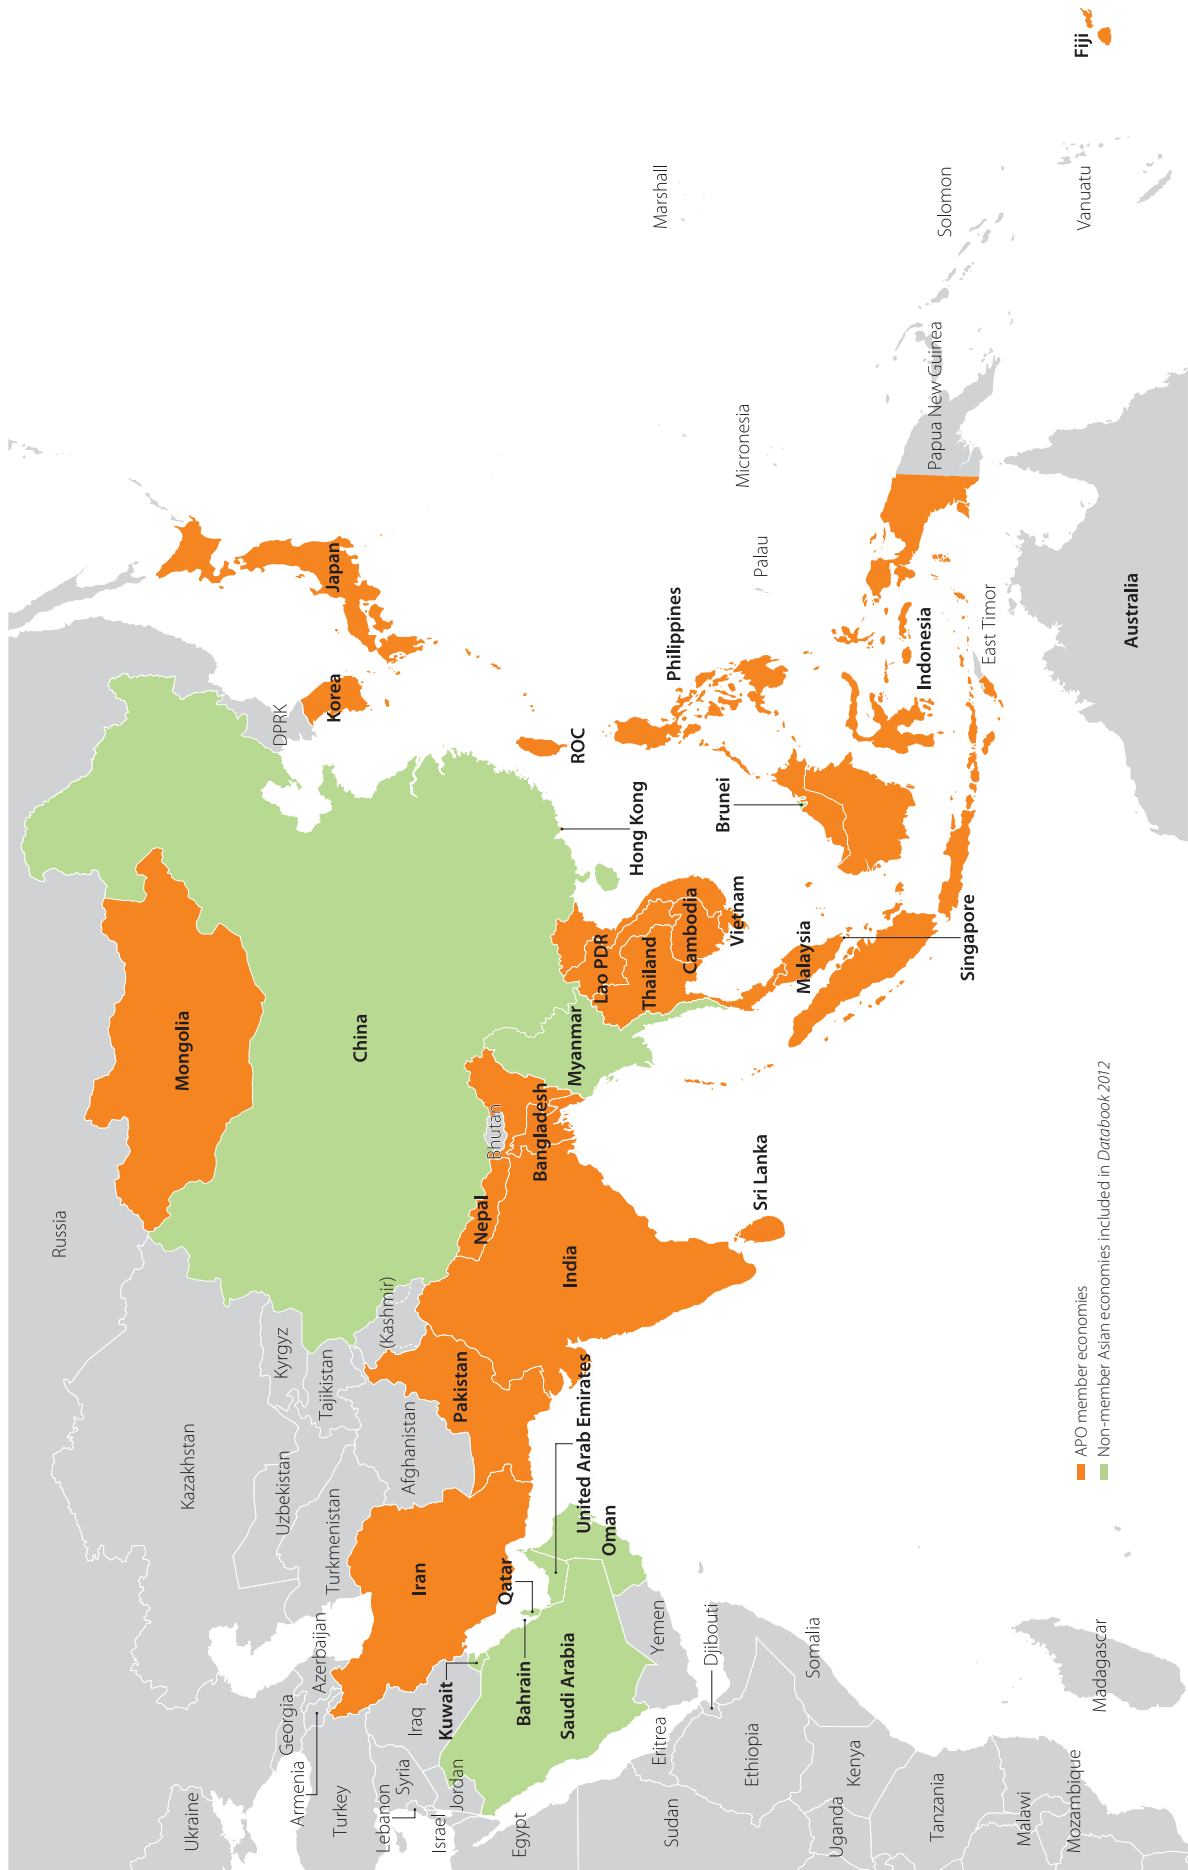 Russia
Ukraine
Kazakhstan
Mongolia
Georgia
Azerbaijan
Armenia
Turkey
Uzbekistan
Kyrgyz
Turkmenistan
Tajikistan
DPRK
Korea
Japan
China
Lebanon
Syria
Iraq
Israel
Jordan
Iran
Afghanistan
(Kashmir)
Pakistan
Kuwait
Bahrain
Qatar
Egypt
Saudi Arabia
United Arab Emirates
Oman
Nepal
Bhutan
India
Bangladesh
Myanmar
Lao PDR
Thailand
Cambodia
Vietnam
Hong Kong
ROC
Philippines
Marshall
Micronesia
Palau
Brunei
Malaysia
Singapore
Indonesia
East Timor
Papua New Guinea
Solomon
Vanuatu
Fiji
Australia
Sri Lanka
Sudan
Eritrea
Yemen
Djibouti
Ethiopia
Somalia
Uganda
Kenya
Tanzania
Malawi
Mozambique
Madagascar
APO member economies
Non-member Asian economies included in Databook 2012